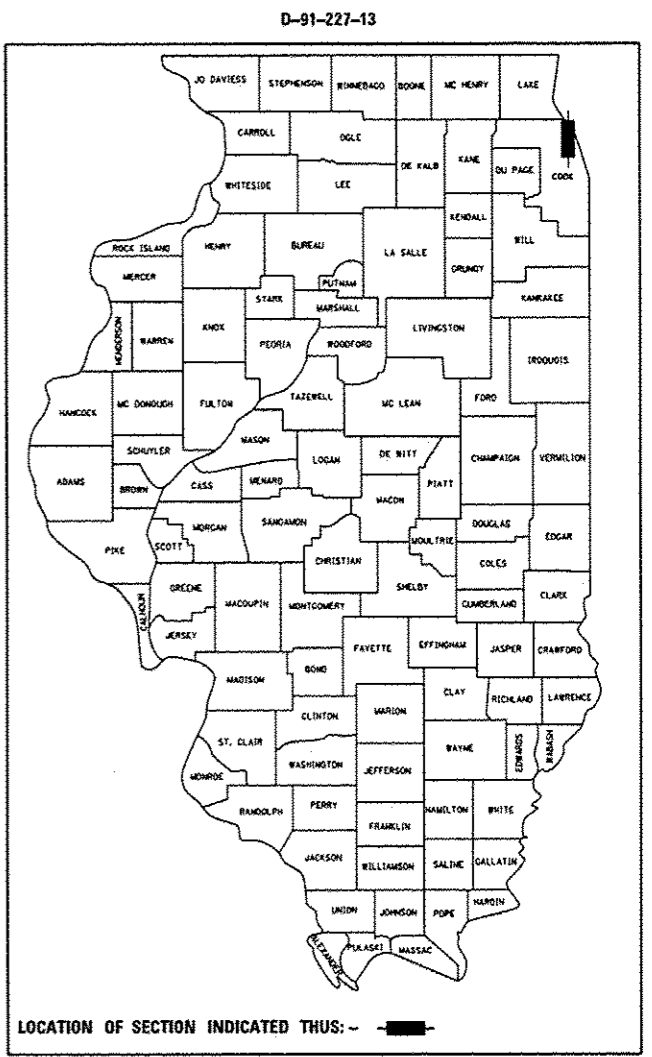 D-91-227-13
JO DAVIESS STEPHENSON WINNEBAGO BOONE MC HENRY LAKE
CARROLL OGLE
DE KALB KANE DU PAGE COOK
WHITESIDE LEE
KENDALL WILL
ROCK ISLAND HENRY BUREAU LA SALLE GRUNDY
MERCER PUTNAM
STARK MARSHALL KANKAKEE
HENDERSON WARREN KNOX PEORIA WOODFORD LIVINGSTON IROQUOIS
HANCOCK MC DONOUGH FULTON TAZEWELL MC LEAN FORD
SCHUYLER MASON
ADAMS BROWN CASS MENARD LOGAN DE WITT PIATT CHAMPAIGN VERMILION
MACON
PIKE SCOTT MORGAN SANGAMON CHRISTIAN MOULTRIE DOUGLAS EDGAR
COLES
CALHOUN GREENE MACOUPIN MONTGOMERY SHELBY CUMBERLAND CLARK
JERSEY
FAYETTE EFFINGHAM JASPER CRAWFORD
MADISON BOND
CLAY RICHLAND LAWRENCE
CLINTON MARION
ST. CLAIR WAYNE EDWARDS WABASH
MONROE WASHINGTON JEFFERSON
RANDOLPH PERRY HAMILTON WHITE
FRANKLIN
JACKSON WILLIAMSON SALINE GALLATIN
UNION JOHNSON POPE HARDIN
ALEXANDER PULASKI MASSAC
LOCATION OF SECTION INDICATED THUS: -